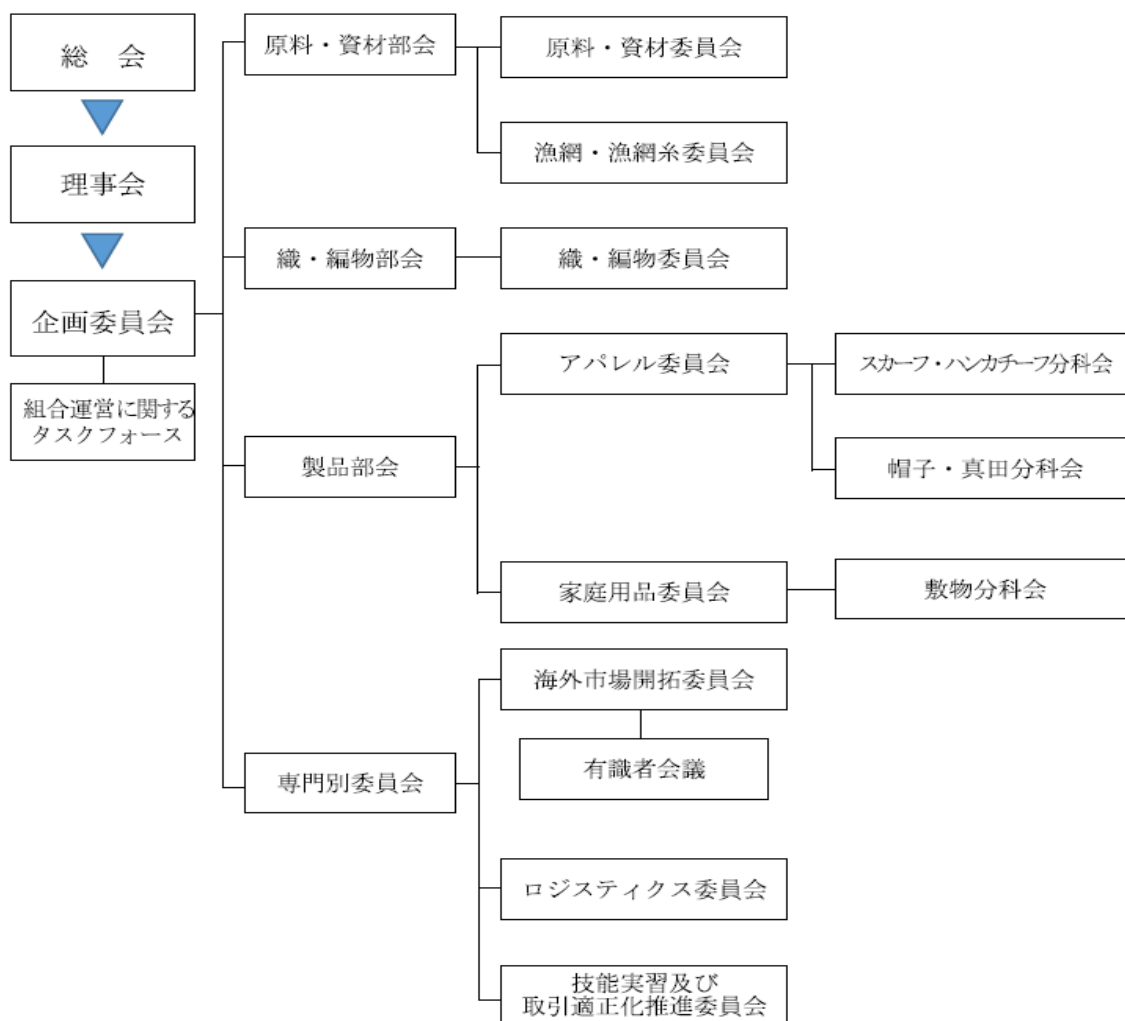 総　会
理事会
企画委員会
組合運営に関する
タスクフォース
原料・資材部会
原料・資材委員会
漁網・漁網糸委員会
織・編物部会
織・編物委員会
製品部会
アパレル委員会
スカーフ・ハンカチーフ分科会
帽子・真田分科会
家庭用品委員会
敷物分科会
専門別委員会
海外市場開拓委員会
有識者会議
ロジスティクス委員会
技能実習及び
取引適正化推進委員会